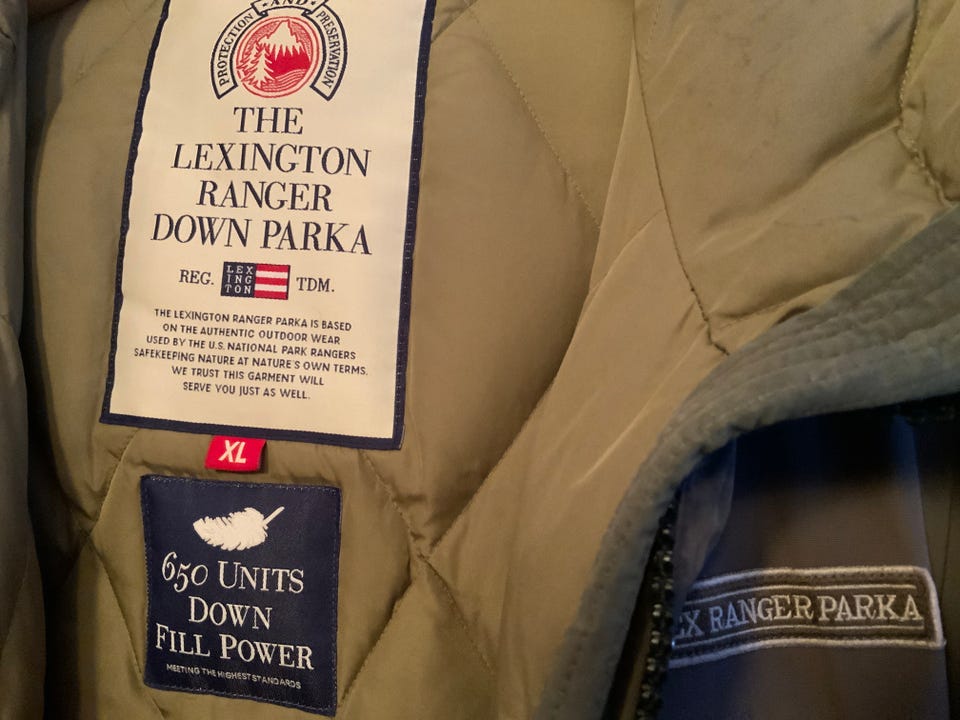 PROTECTION AND PRESERVATION
THE
LEXINGTON
RANGER
DOWN PARKA
REG. LEX ING TON TDM.
THE LEXINGTON RANGER PARKA IS BASED
ON THE AUTHENTIC OUTDOOR WEAR
USED BY THE U.S. NATIONAL PARK RANGERS
SAFEKEEPING NATURE AT NATURE'S OWN TERMS.
WE TRUST THIS GARMENT WILL
SERVE YOU JUST AS WELL.
XL
650 UNITS
DOWN
FILL POWER
MEETING THE HIGHEST STANDARDS
EX RANGER PARKA